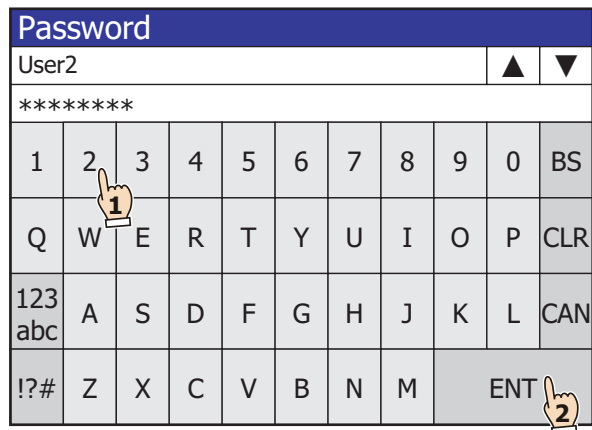 Password
User2 ▲ ▼
********
1 2 3 4 5 6 7 8 9 0 BS
1
Q W E R T Y U I O P CLR
123 abc A S D F G H J K L CAN
!?# Z X C V B N M ENT
2